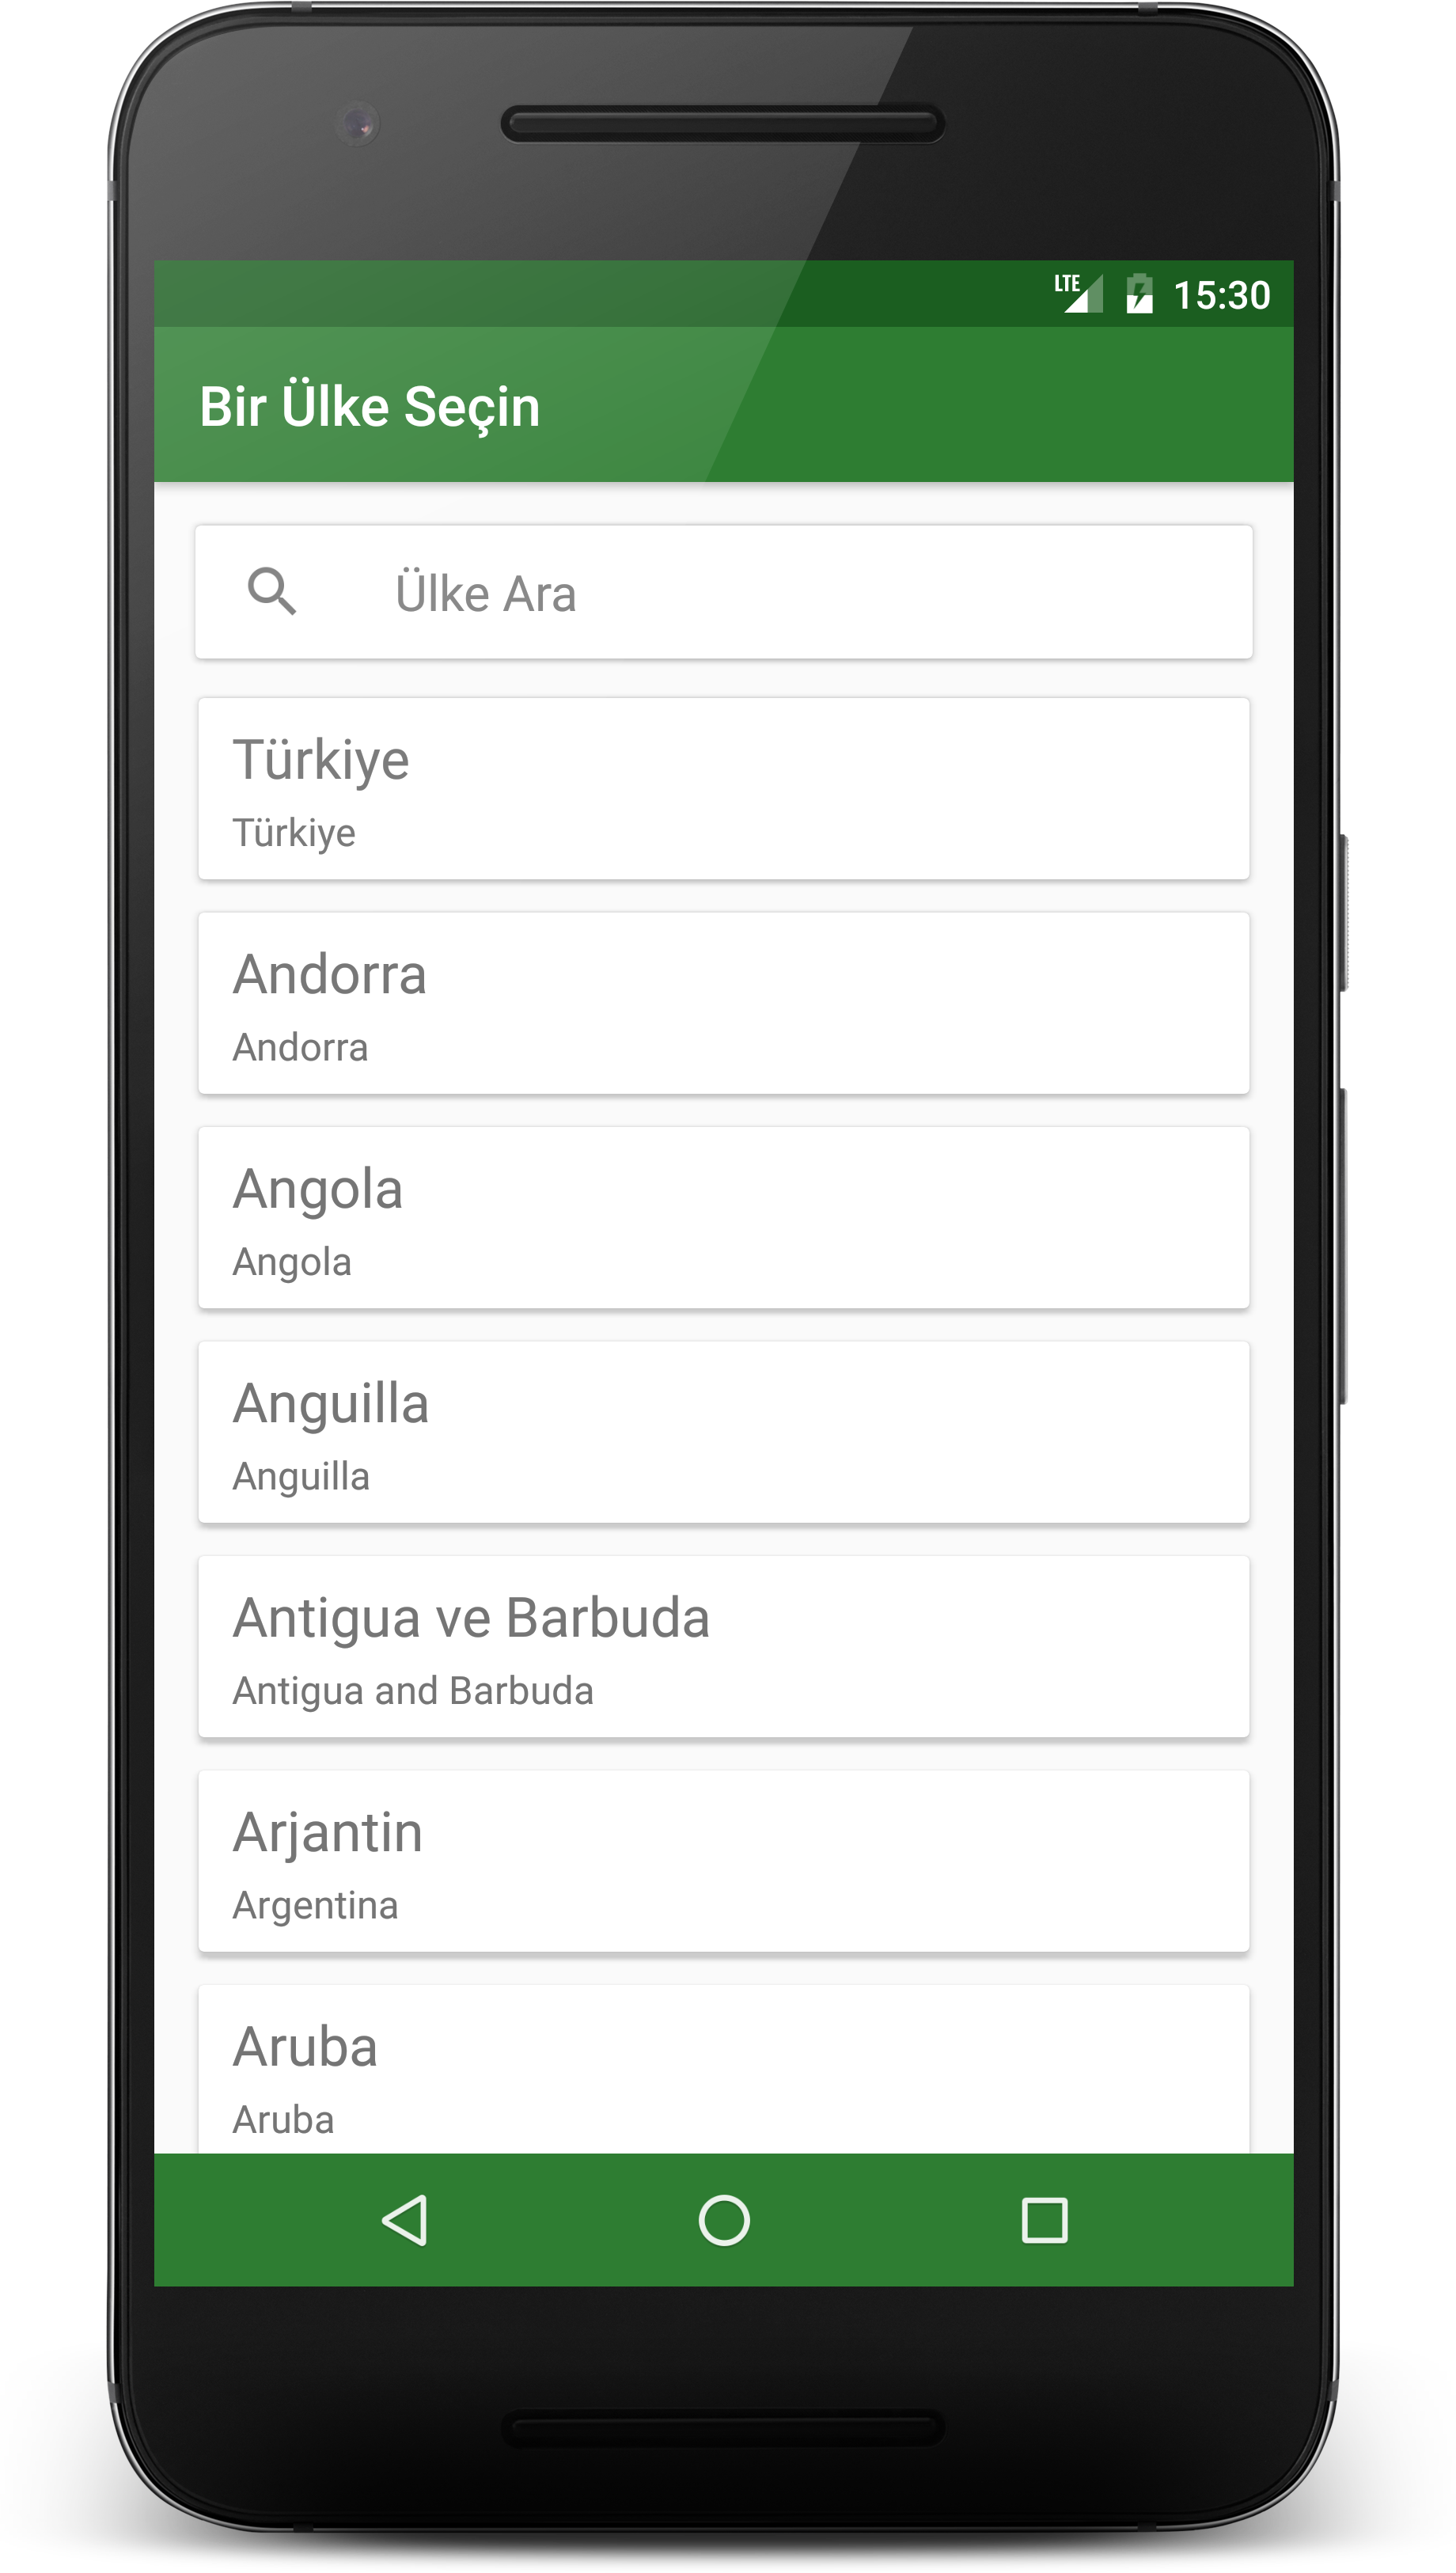 LTE 15:30
Bir Ülke Seçin
Ülke Ara
Türkiye
Türkiye
Andorra
Andorra
Angola
Angola
Anguilla
Anguilla
Antigua ve Barbuda
Antigua and Barbuda
Arjantin
Argentina
Aruba
Aruba